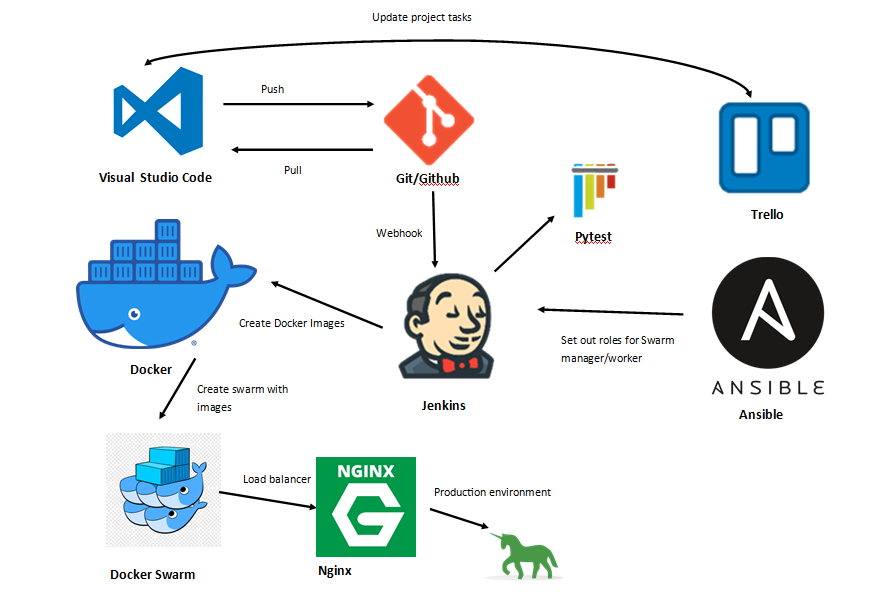 Update project tasks
Push
Visual Studio Code
Pull
Git/Github
Trello
Webhook
Pytest
Create Docker Images
Set out roles for Swarm
manager/worker
Docker
ANSIBLE
Jenkins
Ansible
Create swarm with
images
NGINX
Load balancer
Production environment
Docker Swarm
Nginx